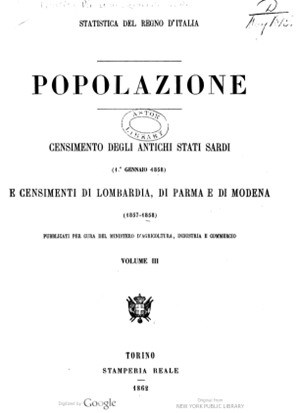 STATISTICA DEL REGNO D'ITALIA
POPOLAZIONE
ASTOR
LIBRARY
CENSIMENTO DEGLI ANTICHI STATI SARDI
(1.° GENNAIO 1858)
E CENSIMENTI DI LOMBARDIA, DI PARMA E DI MODENA
(1857-1858)
PUBBLICATI PER CURA DEL MINISTERO D'AGRICOLTURA, INDUSTRIA E COMMERCIO
VOLUME III
TORINO
STAMPERIA REALE
1862
Digitized by Google
Original from
NEW YORK PUBLIC LIBRARY